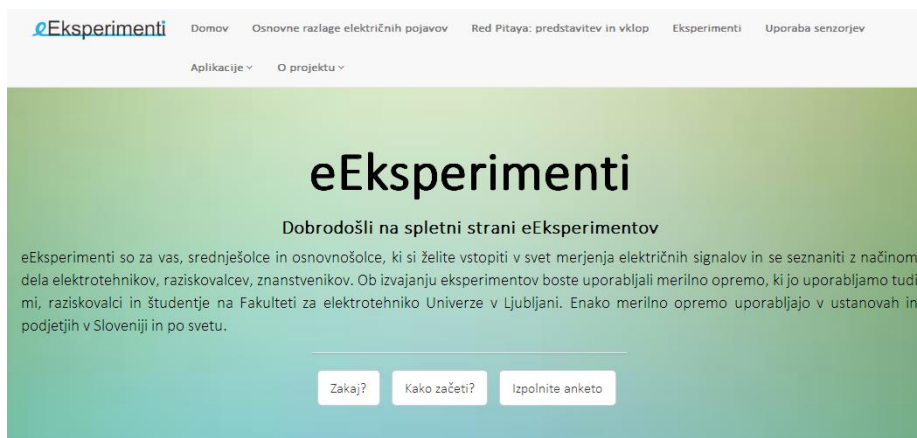 eEksperimenti
Domov Osnovne razlage električnih pojavov Red Pitaya: predstavitev in vklop Eksperimenti Uporaba senzorjev
Aplikacije O projektu
eEksperimenti
Dobrodošli na spletni strani eEksperimentov
eEksperimenti so za vas, srednješolce in osnovnošolce, ki si želite vstopiti v svet merjenja električnih signalov in se seznaniti z načinom
dela elektrotehnikov, raziskovalcev, znanstvenikov. Ob izvajanju eksperimentov boste uporabljali merilno opremo, ki jo uporabljamo tudi
mi, raziskovalci in študentje na Fakulteti za elektrotehniko Univerze v Ljubljani. Enako merilno opremo uporabljajo v ustanovah in
podjetjih v Sloveniji in po svetu.
Zakaj? Kako začeti? Izpolnite anketo